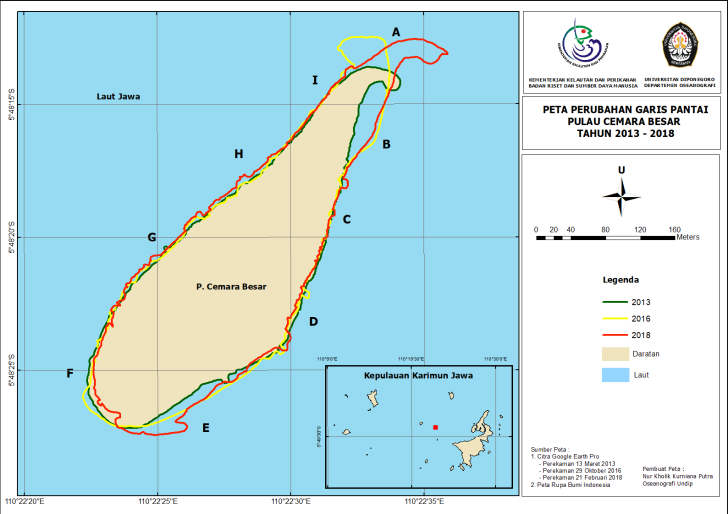 A
I
Laut Jawa
B
H
C
G
P. Cemara Besar
D
F
E
5°48'15"S
5°48'20"S
5°48'25"S
110°22'20"E
110°22'25"E
110°22'30"E
110°22'35"E
Kepulauan Karimun Jawa
110°30'0"E
KEMENTERIAN KELAUTAN DAN PERIKANAN
BADAN RISET DAN SUMBER DAYA MANUSIA
UNIVERSITAS DIPONEGORO
DEPARTEMEN OSEANOGRAFI
PETA PERUBAHAN GARIS PANTAI
PULAU CEMARA BESAR
TAHUN 2013 - 2018
U
0 20 40 80 120 160
Meters
Legenda
2013
2016
2018
Daratan
Laut
Sumber Peta :
1. Citra Google Earth Pro
- Perekaman 13 Maret 2013
- Perekaman 29 Oktober 2016
- Perekaman 21 Februari 2018
2. Peta Rupa Bumi Indonesia
Pembuat Peta :
Nur Kholik Kurniana Putra
Oseanografi Undip